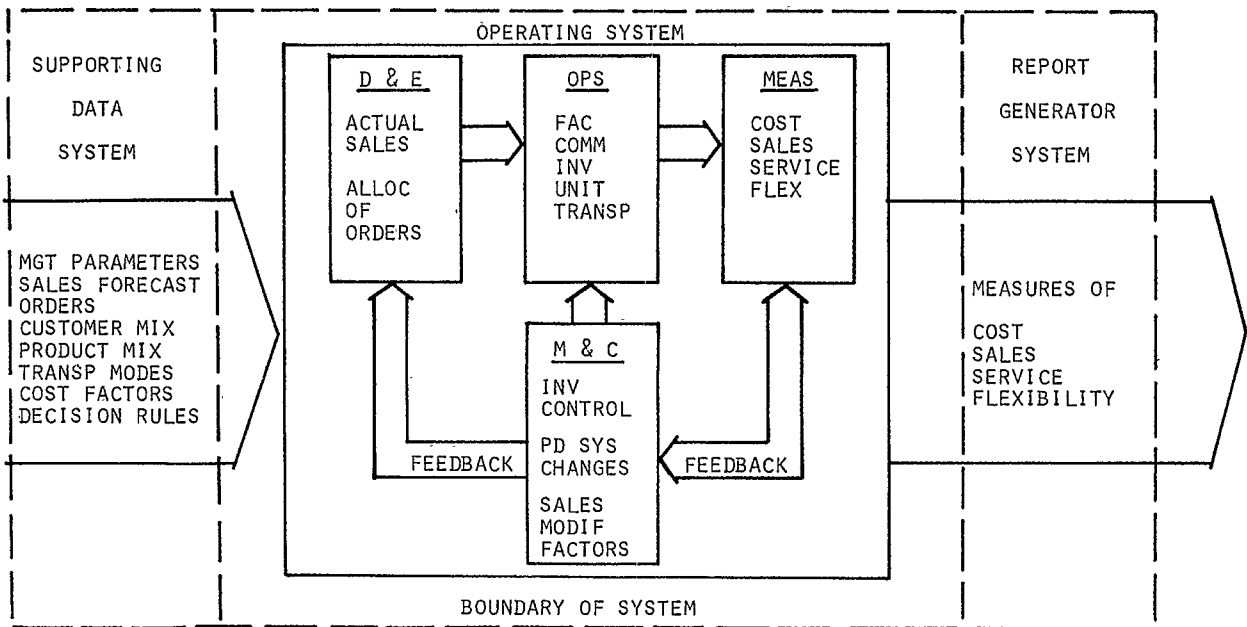 OPERATING SYSTEM
SUPPORTING
DATA
SYSTEM
MGT PARAMETERS
SALES FORECAST
ORDERS
CUSTOMER MIX
PRODUCT MIX
TRANSP MODES
COST FACTORS
DECISION RULES
D & E
ACTUAL
SALES
ALLOC
OF
ORDERS
OPS
FAC
COMM
INV
UNIT
TRANSP
MEAS
COST
SALES
SERVICE
FLEX
M & C
INV
CONTROL
PD SYS
CHANGES
SALES
MODIF
FACTORS
FEEDBACK
FEEDBACK
REPORT
GENERATOR
SYSTEM
MEASURES OF
COST
SALES
SERVICE
FLEXIBILITY
BOUNDARY OF SYSTEM